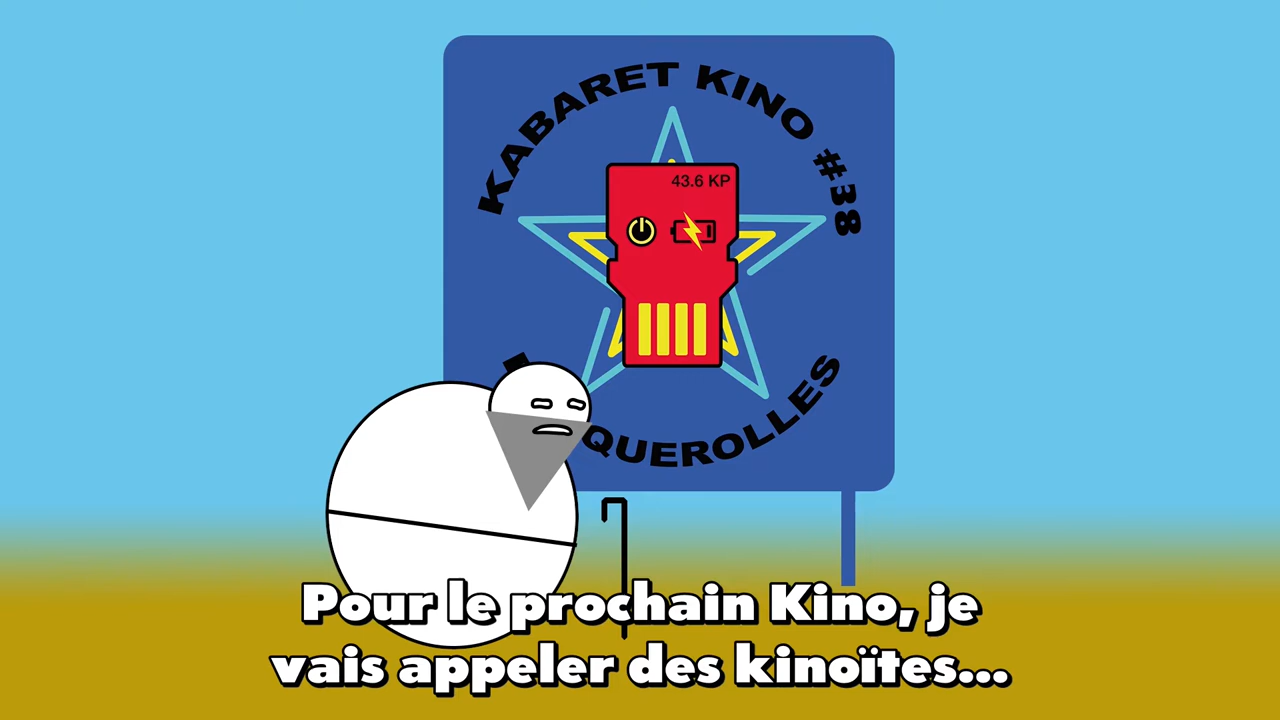 KABARET KINO #38
43.6 KP
QUEROLLES
Pour le prochain Kino, je
vais appeler des kinoïtes...